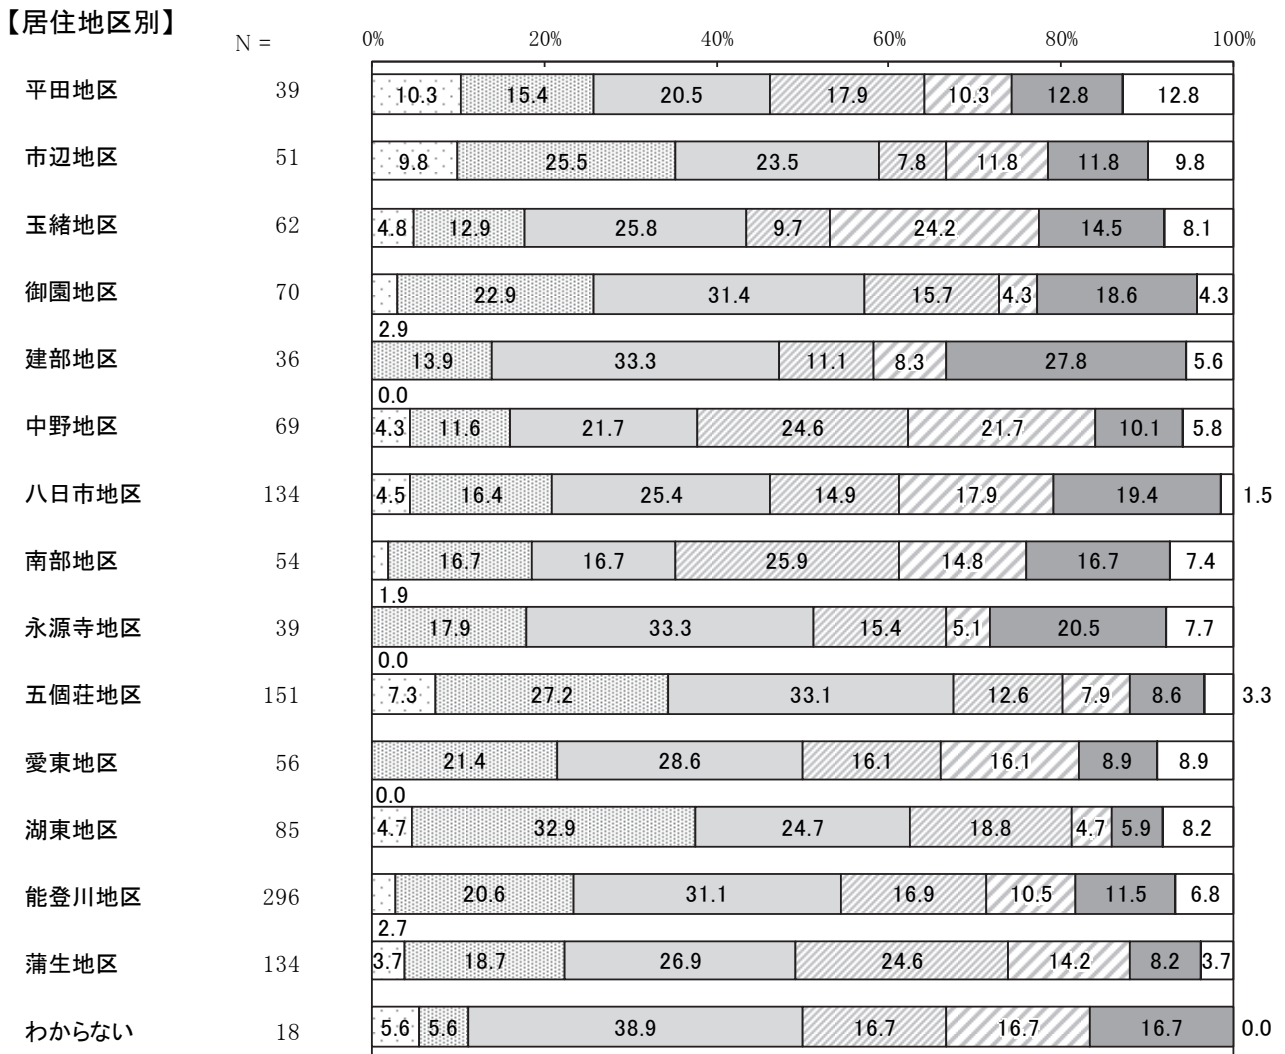 【居住地区別】
N = 0% 20% 40% 60% 80% 100%
平田地区 39 10.3 15.4 20.5 17.9 10.3 12.8 12.8
市辺地区 51 9.8 25.5 23.5 7.8 11.8 11.8 9.8
玉緒地区 62 4.8 12.9 25.8 9.7 24.2 14.5 8.1
御園地区 70 22.9 31.4 15.7 4.3 18.6 4.3
2.9
建部地区 36 13.9 33.3 11.1 8.3 27.8 5.6
0.0
中野地区 69 4.3 11.6 21.7 24.6 21.7 10.1 5.8
八日市地区 134 4.5 16.4 25.4 14.9 17.9 19.4 1.5
南部地区 54 16.7 16.7 25.9 14.8 16.7 7.4
1.9
永源寺地区 39 17.9 33.3 15.4 5.1 20.5 7.7
0.0
五個荘地区 151 7.3 27.2 33.1 12.6 7.9 8.6 3.3
愛東地区 56 21.4 28.6 16.1 16.1 8.9 8.9
0.0
湖東地区 85 4.7 32.9 24.7 18.8 4.7 5.9 8.2
能登川地区 296 20.6 31.1 16.9 10.5 11.5 6.8
2.7
蒲生地区 134 3.7 18.7 26.9 24.6 14.2 8.2 3.7
わからない 18 5.6 5.6 38.9 16.7 16.7 16.7 0.0